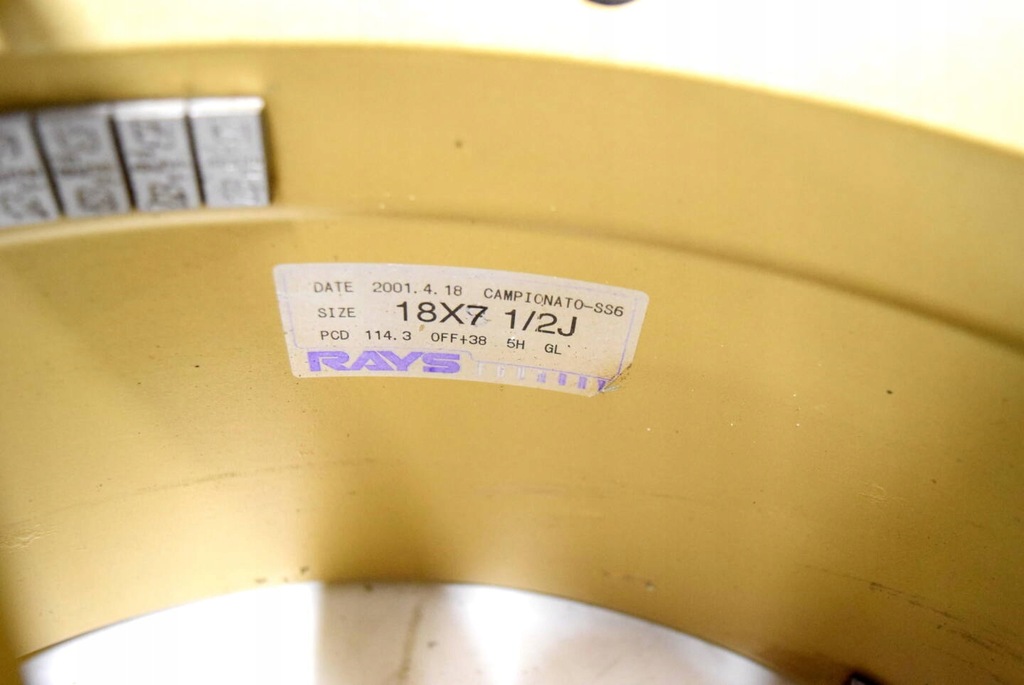 DATE 2001.4.18 CAMPIONATO-SS6
SIZE 18X7 1/2J
PCD 114.3 OFF+38 5H GL
RAYS